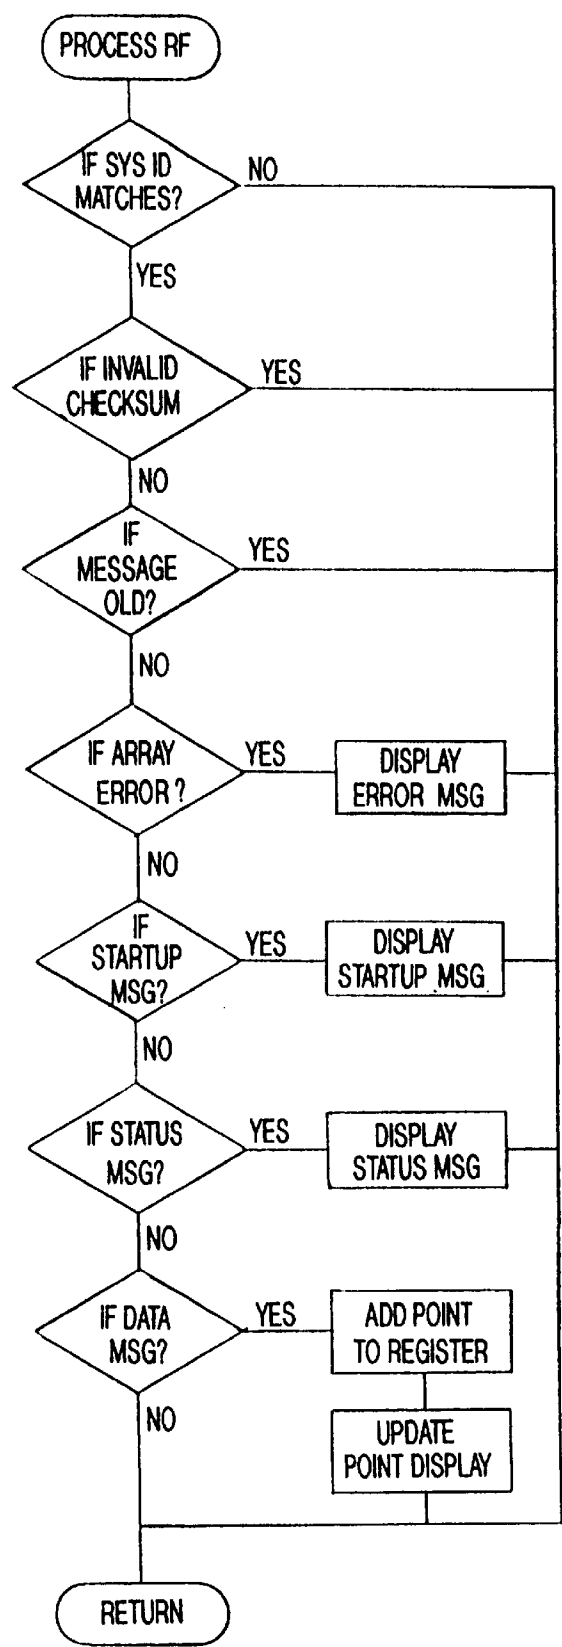 PROCESS RF
IF SYS ID
MATCHES?
NO
YES
IF INVALID
CHECKSUM
YES
NO
IF
MESSAGE
OLD?
YES
NO
IF ARRAY
ERROR?
YES
DISPLAY
ERROR MSG
NO
IF
STARTUP
MSG?
YES
DISPLAY
STARTUP MSG
NO
IF STATUS
MSG?
YES
DISPLAY
STATUS MSG
NO
IF DATA
MSG?
YES
ADD POINT
TO REGISTER
NO
UPDATE
POINT DISPLAY
RETURN